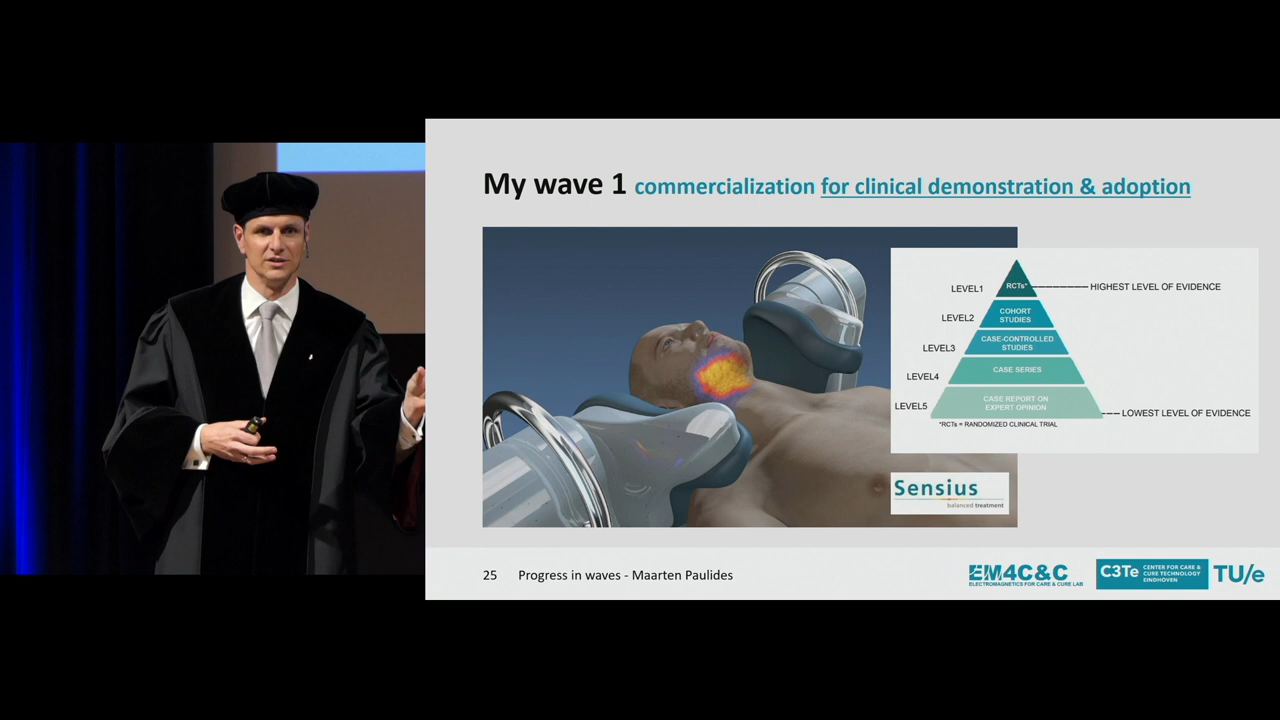 My wave 1 commercialization for clinical demonstration & adoption
LEVEL1
RCTs*
HIGHEST LEVEL OF EVIDENCE
LEVEL2
COHORT
STUDIES
LEVEL3
CASE-CONTROLLED
STUDIES
LEVEL4
CASE SERIES
LEVEL5
CASE REPORT ON
EXPERT OPINION
LOWEST LEVEL OF EVIDENCE
*RCTs = RANDOMIZED CLINICAL TRIAL
Sensius
balanced treatment
25 Progress in waves - Maarten Paulides
EM4C&C
ELECTROMAGNETICS FOR CARE & CURE LAB
C3Te
CENTER FOR CARE &
CURE TECHNOLOGY
EINDHOVEN
TU/e